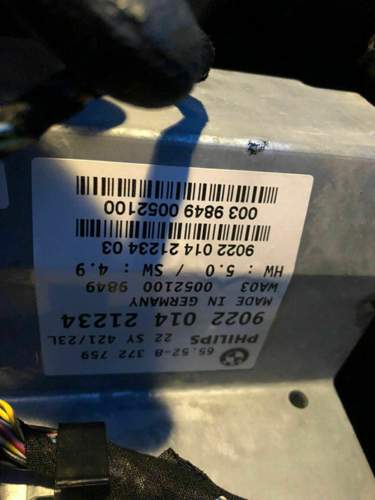 65.52-8 372 759
PHILIPS 22 SY 421/23L
9022 014 21234
MADE IN GERMANY
WA03 0052100 9849
HW: 5.0 / SW: 4.9
9022 014 21234 03
003 9849 0052100